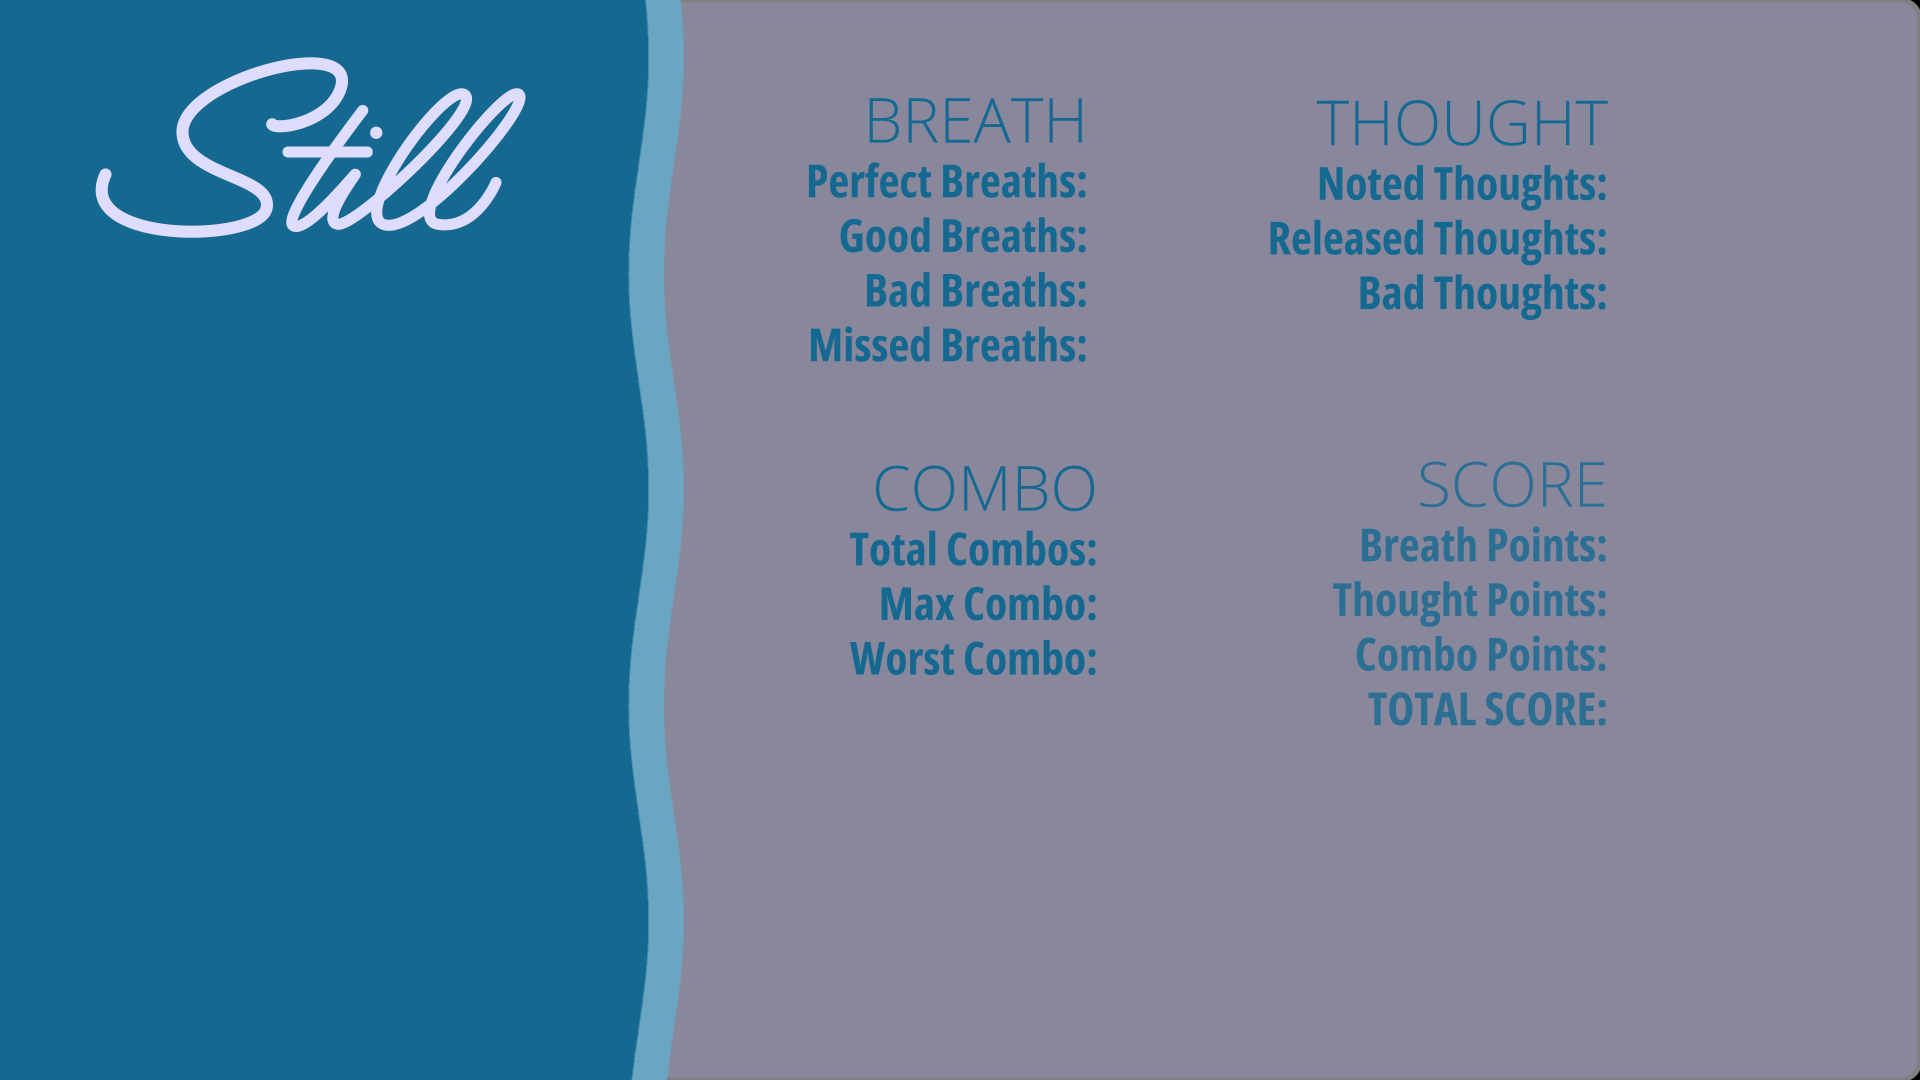 Still
BREATH
Perfect Breaths:
Good Breaths:
Bad Breaths:
Missed Breaths:
THOUGHT
Noted Thoughts:
Released Thoughts:
Bad Thoughts:
COMBO
Total Combos:
Max Combo:
Worst Combo:
SCORE
Breath Points:
Thought Points:
Combo Points:
TOTAL SCORE: